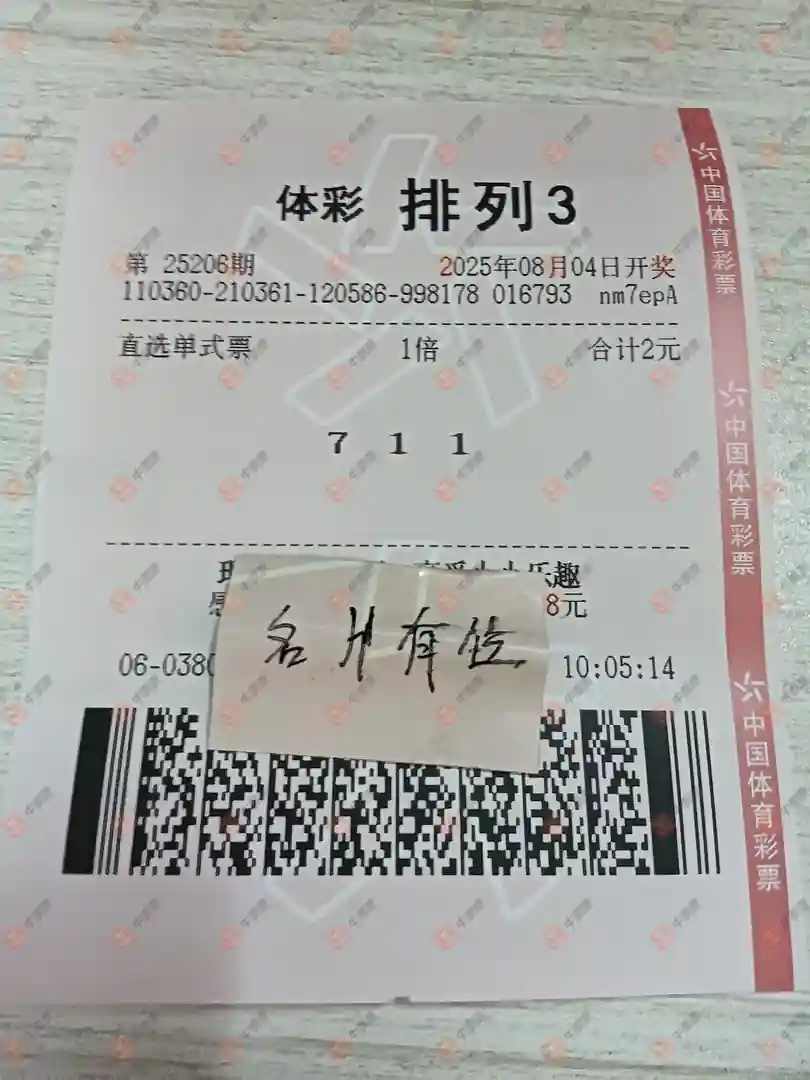 体彩 排列3
第 25206期 2025年08月04日开奖
110360-210361-120586-998178 016793 nm7epA
直选单式票 1倍 合计2元
7 1 1
乐趣
8元
名片有位
06-0380 10:05:14
中国体育彩票
中国体育彩票
中国体育彩票